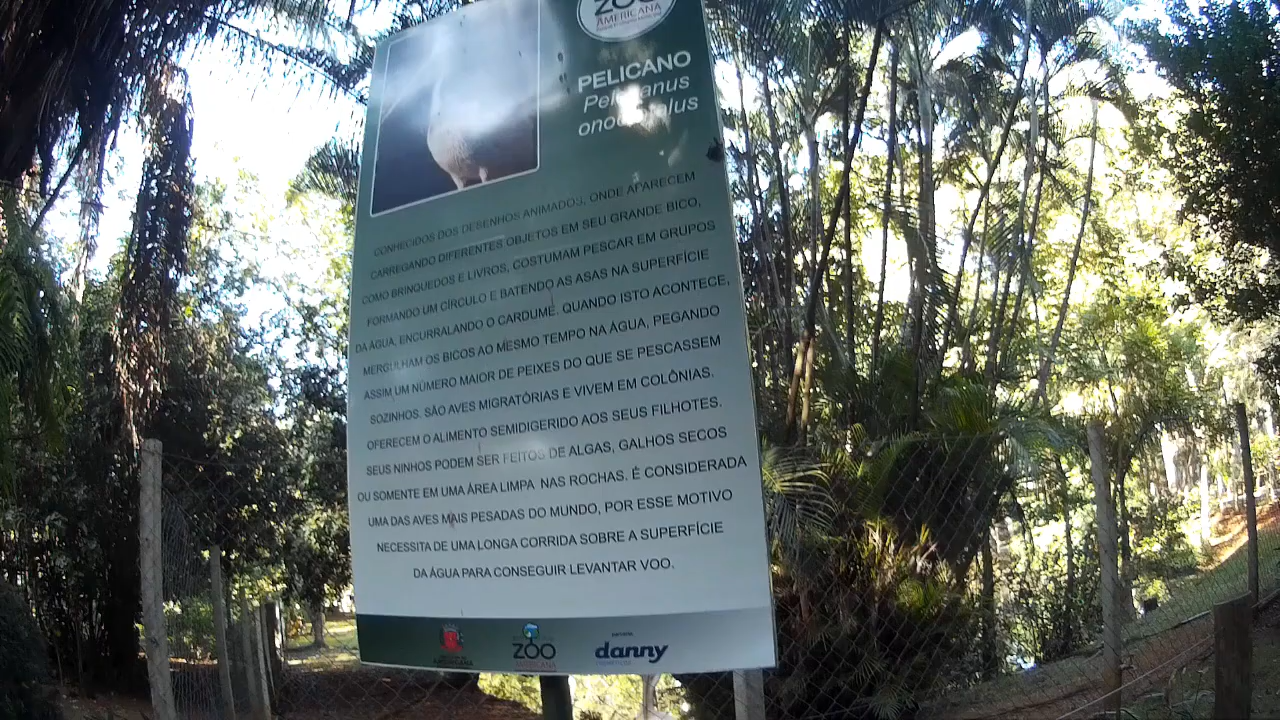 ZOO
AMERICANA
PELICANO
Pelecanus
onocrotalus
CONHECIDOS DOS DESENHOS ANIMADOS, ONDE APARECEM
CARREGANDO DIFERENTES OBJETOS EM SEU GRANDE BICO,
COMO BRINQUEDOS E LIVROS, COSTUMAM PESCAR EM GRUPOS
FORMANDO UM CÍRCULO E BATENDO AS ASAS NA SUPERFÍCIE
DA ÁGUA, ENCURRALANDO O CARDUME. QUANDO ISTO ACONTECE,
MERGULHAM OS BICOS AO MESMO TEMPO NA ÁGUA, PEGANDO
ASSIM UM NÚMERO MAIOR DE PEIXES DO QUE SE PESCASSEM
SOZINHOS. SÃO AVES MIGRATÓRIAS E VIVEM EM COLÔNIAS.
OFERECEM O ALIMENTO SEMIDIGERIDO AOS SEUS FILHOTES.
SEUS NINHOS PODEM SER FEITOS DE ALGAS, GALHOS SECOS
OU SOMENTE EM UMA ÁREA LIMPA NAS ROCHAS. É CONSIDERADA
UMA DAS AVES MAIS PESADAS DO MUNDO, POR ESSE MOTIVO
NECESSITA DE UMA LONGA CORRIDA SOBRE A SUPERFÍCIE
DA ÁGUA PARA CONSEGUIR LEVANTAR VOO.
ZOO
AMERICANA
danny